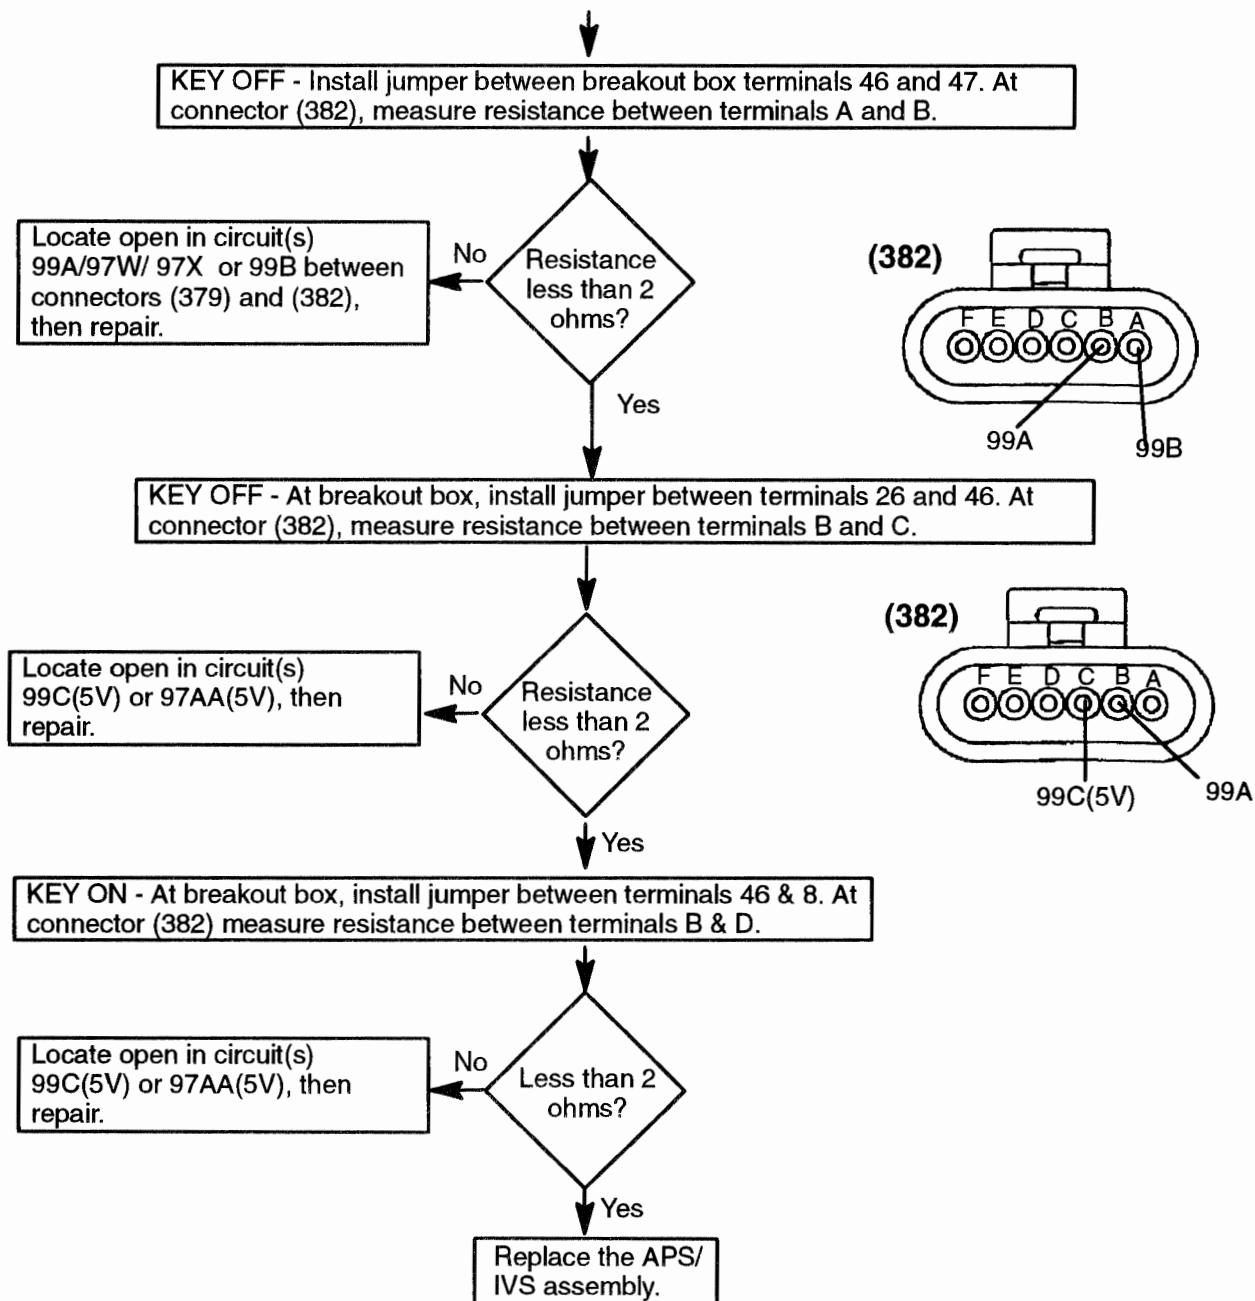 KEY OFF - Install jumper between breakout box terminals 46 and 47. At
connector (382), measure resistance between terminals A and B.
Locate open in circuit(s)
99A/97W/ 97X or 99B between
connectors (379) and (382),
then repair.
No
Resistance
less than 2
ohms?
Yes
(382)
F E D C B A
99A
99B
KEY OFF - At breakout box, install jumper between terminals 26 and 46. At
connector (382), measure resistance between terminals B and C.
Locate open in circuit(s)
99C(5V) or 97AA(5V), then
repair.
No
Resistance
less than 2
ohms?
Yes
(382)
F E D C B A
99C(5V)
99A
KEY ON - At breakout box, install jumper between terminals 46 & 8. At
connector (382) measure resistance between terminals B & D.
Locate open in circuit(s)
99C(5V) or 97AA(5V), then
repair.
No
Less than 2
ohms?
Yes
Replace the APS/
IVS assembly.